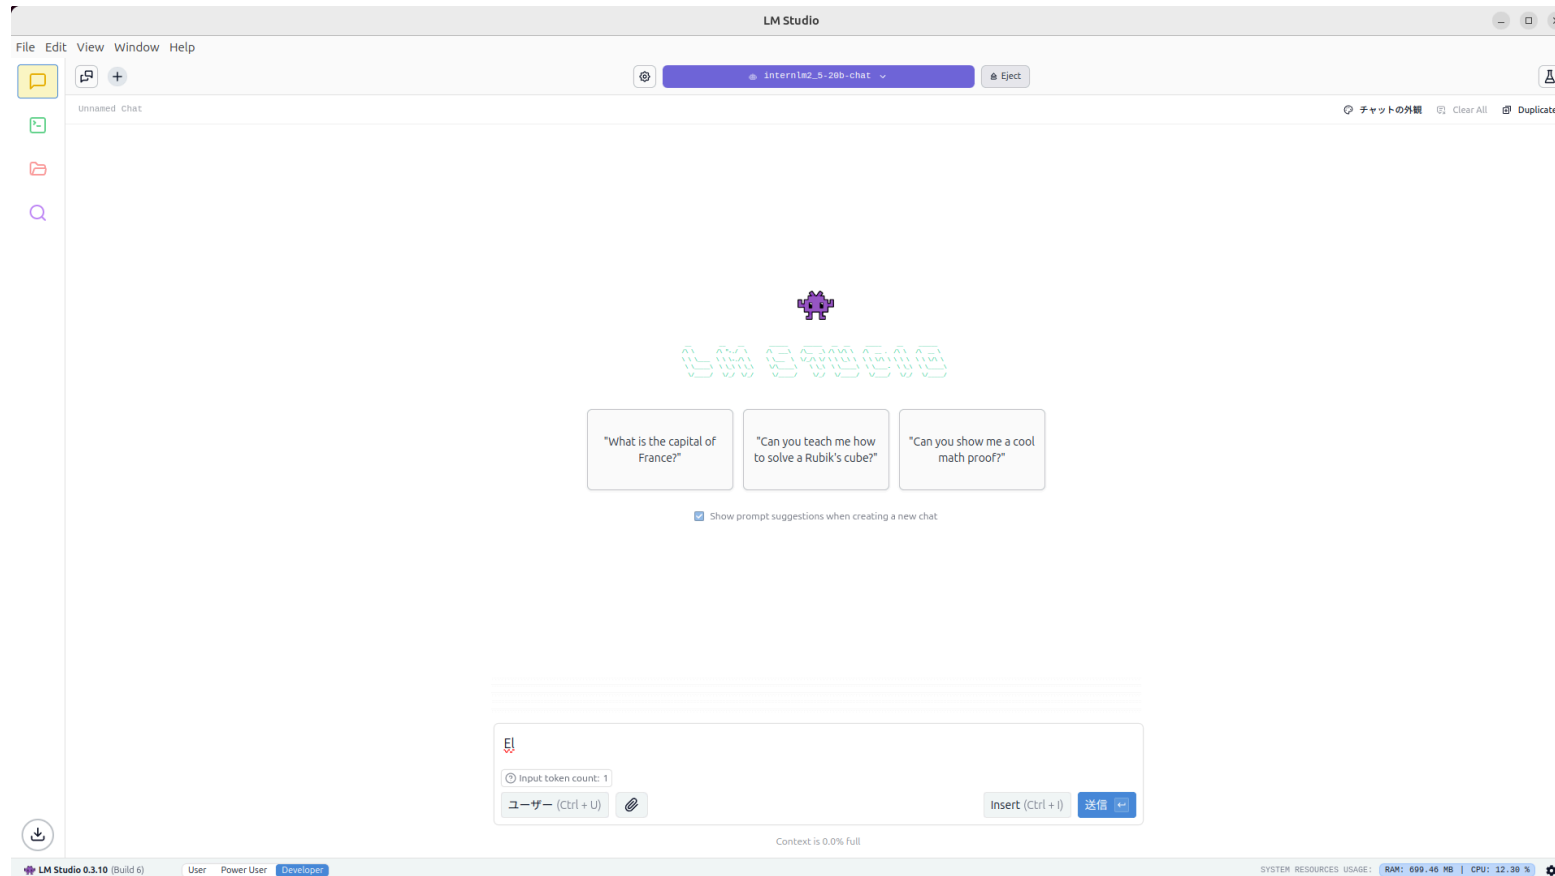 LM Studio
File Edit View Window Help
internlm2_5-20b-chat
Eject
Unnamed Chat
チャットの外観 Clear All Duplicate
LM STUDIO
"What is the capital of
France?"
"Can you teach me how
to solve a Rubik's cube?"
"Can you show me a cool
math proof?"
Show prompt suggestions when creating a new chat
El
Input token count: 1
ユーザー (Ctrl + U)
Insert (Ctrl + I)
送信
Context is 0.0% full
LM Studio 0.3.10 (Build 6)
User Power User Developer
SYSTEM RESOURCES USAGE: RAM: 699.46 MB | CPU: 12.30 %